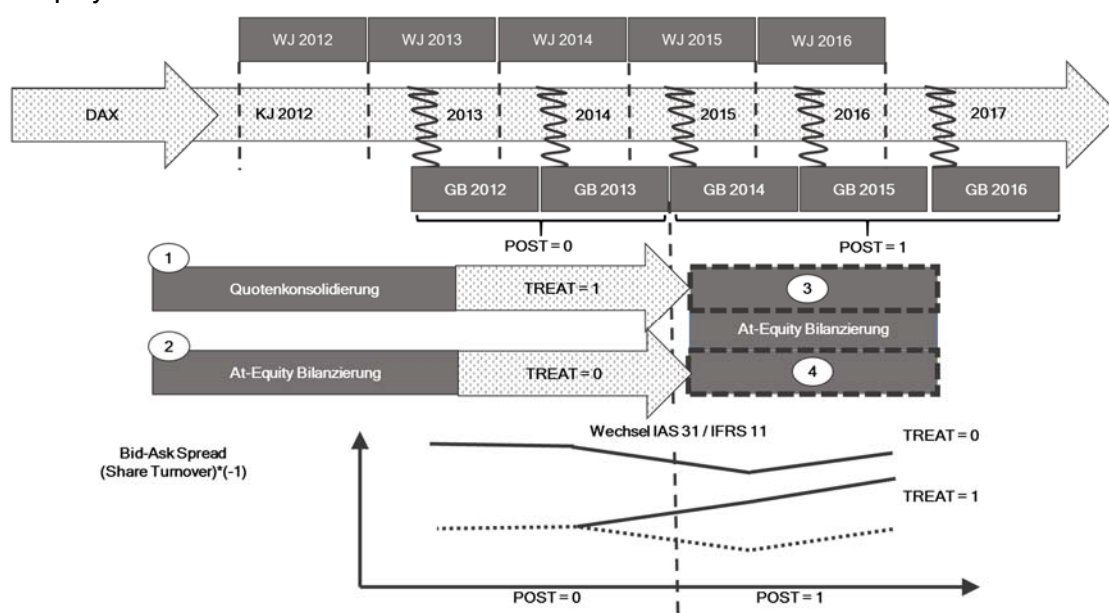 WJ 2012 WJ 2013 WJ 2014 WJ 2015 WJ 2016
DAX KJ 2012 2013 2014 2015 2016 2017
GB 2012 GB 2013 GB 2014 GB 2015 GB 2016
POST = 0 POST = 1
1
Quotenkonsolidierung TREAT = 1 3
At-Equity Bilanzierung
2
At-Equity Bilanzierung TREAT = 0 4
Wechsel IAS 31 / IFRS 11
Bid-Ask Spread
(Share Turnover)*(-1)
TREAT = 0
TREAT = 1
POST = 0 POST = 1